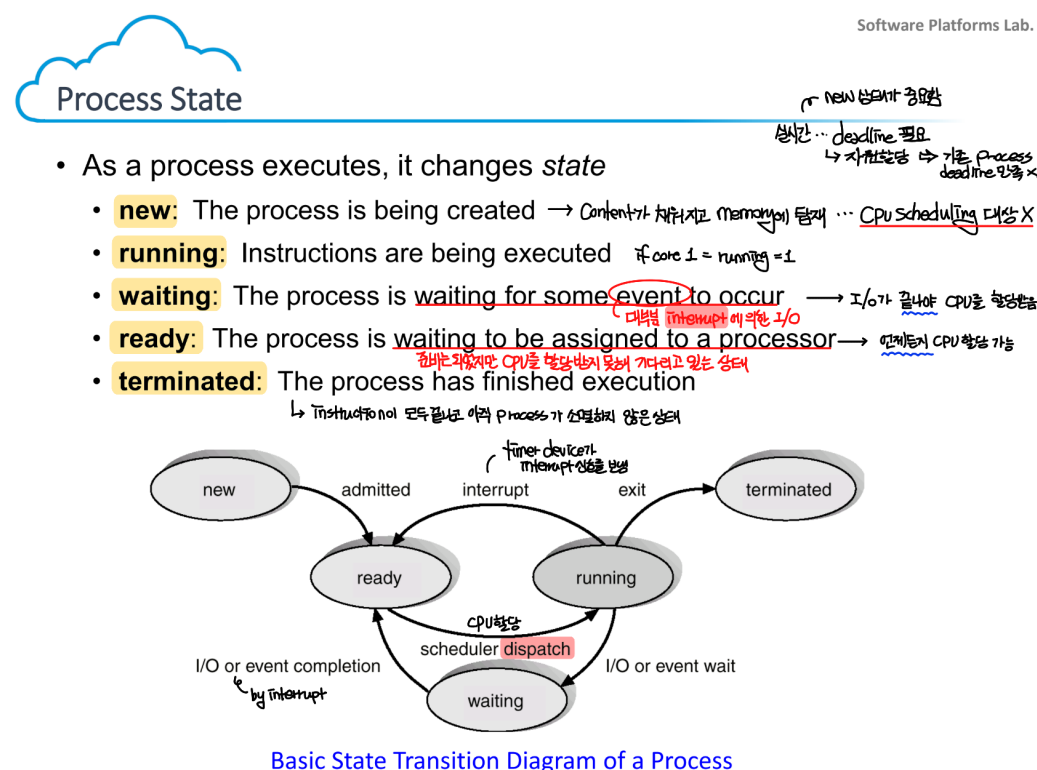 Software Platforms Lab.
Process State
new 상태가 중요함
실시간 … deadline 필요
↳ 자원할당 ⇨ 기존 process
deadline 만족 x
• As a process executes, it changes state
• new: The process is being created → Content가 채워지고 memory에 탑재 … CPU scheduling 대상 X
• running: Instructions are being executed if core 1 = running = 1
• waiting: The process is waiting for some event to occur → I/O가 끝나야 CPU를 할당받음
대부분 interrupt에 의한 I/O
• ready: The process is waiting to be assigned to a processor → 언제든지 CPU 할당 가능
준비는 되었지만 CPU를 할당받지 못해 기다리고 있는 상태
• terminated: The process has finished execution
↳ instruction이 모두 끝나고 아직 process가 소멸하지 않은 상태
timer device가
interrupt 신호를 보냄
new admitted interrupt exit terminated
ready running
CPU 할당
scheduler dispatch
I/O or event completion I/O or event wait
by interrupt
waiting
Basic State Transition Diagram of a Process